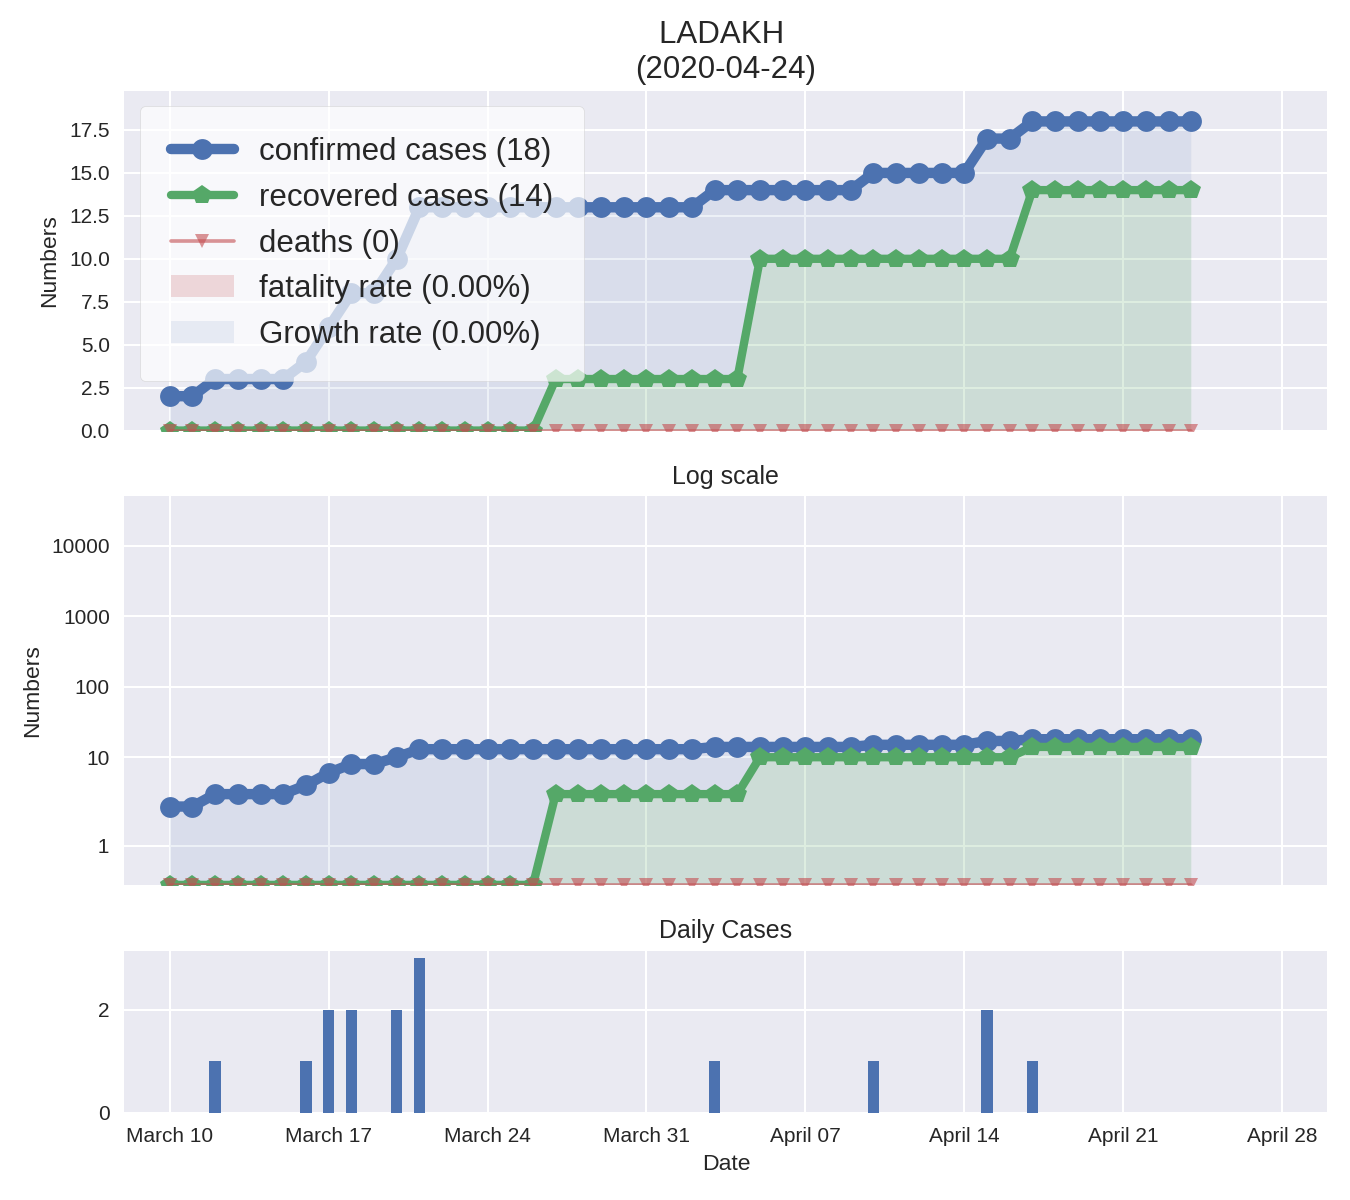 LADAKH
(2020-04-24)
17.5
15.0
12.5
10.0
7.5
5.0
2.5
0.0
Numbers
confirmed cases (18)
recovered cases (14)
deaths (0)
fatality rate (0.00%)
Growth rate (0.00%)
Log scale
10000
1000
100
10
1
Numbers
Daily Cases
2
0
March 10 March 17 March 24 March 31 April 07 April 14 April 21 April 28
Date